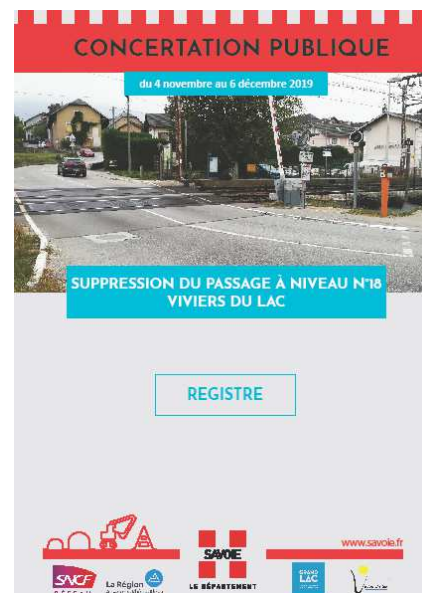 CONCERTATION PUBLIQUE
du 4 novembre au 6 décembre 2019
SUPPRESSION DU PASSAGE À NIVEAU N°18
VIVIERS DU LAC
REGISTRE
www.savoie.fr
SAVOIE
LE DÉPARTEMENT
SNCF
RÉSEAU
La Région
GRAND
LAC